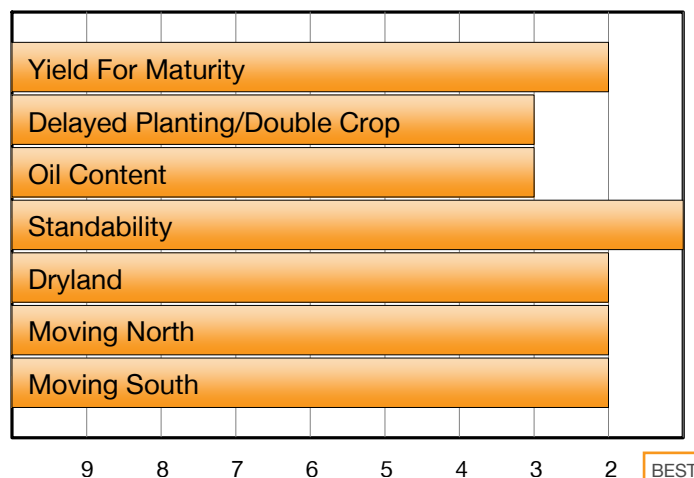 Yield For Maturity
Delayed Planting/Double Crop
Oil Content
Standability
Dryland
Moving North
Moving South
9 8 7 6 5 4 3 2 BEST